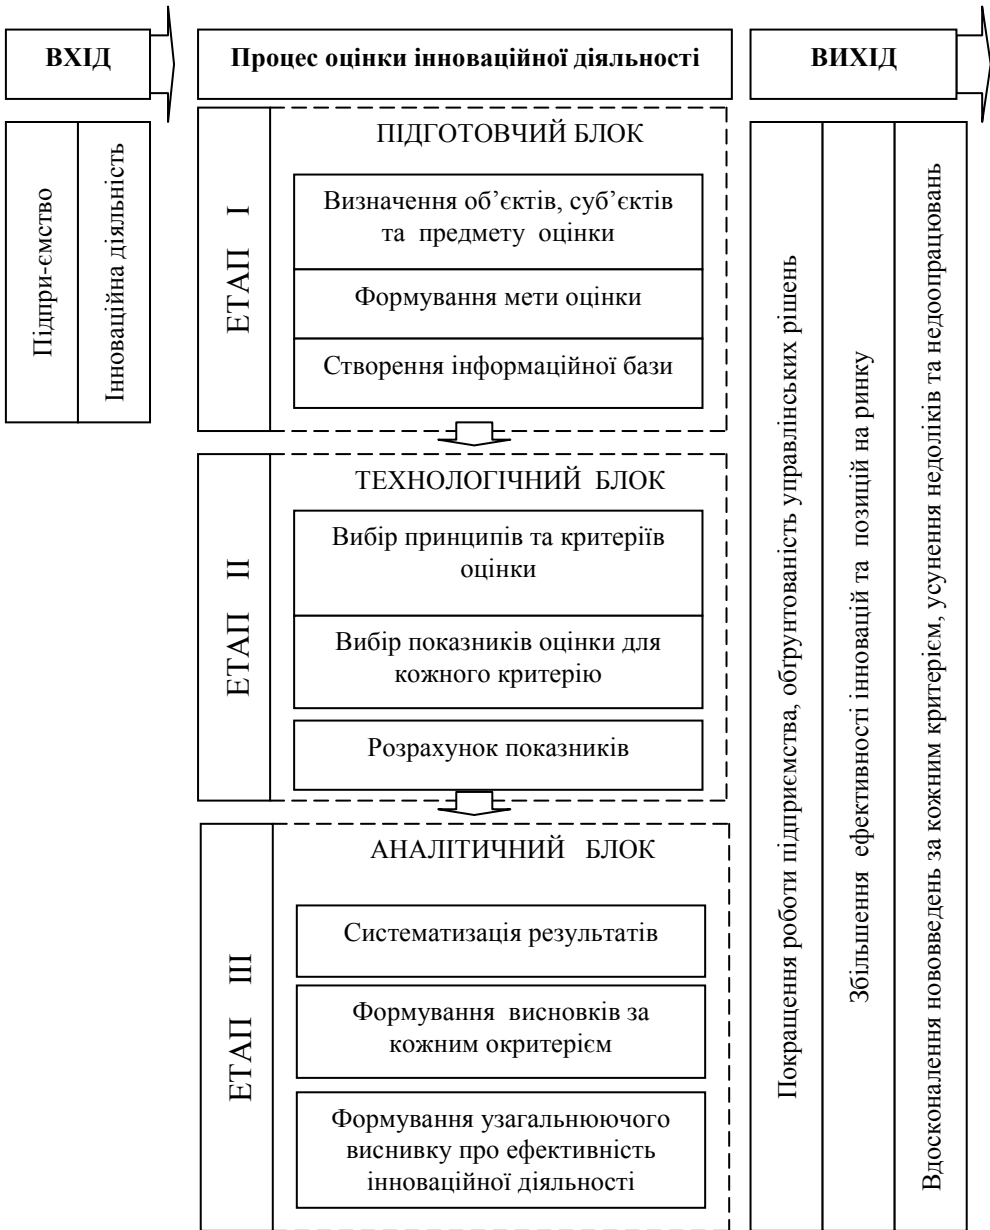 ВХІД
Процес оцінки інноваційної діяльності
ВИХІД
Підпри-ємство
Інноваційна діяльність
ЕТАП I
ПІДГОТОВЧИЙ БЛОК
Визначення об’єктів, суб’єктів
та предмету оцінки
Формування мети оцінки
Створення інформаційної бази
ЕТАП II
ТЕХНОЛОГІЧНИЙ БЛОК
Вибір принципів та критеріїв
оцінки
Вибір показників оцінки для
кожного критерію
Розрахунок показників
ЕТАП III
АНАЛІТИЧНИЙ БЛОК
Систематизація результатів
Формування висновків за
кожним окритерієм
Формування узагальнюючого
виснивку про ефективність
інноваційної діяльності
Покращення роботи підприємства, обґрунтованість управлінських рішень
Збільшення ефективності інновацій та позицій на ринку
Вдосконалення нововведень за кожним критерієм, усунення недоліків та недоопрацювань